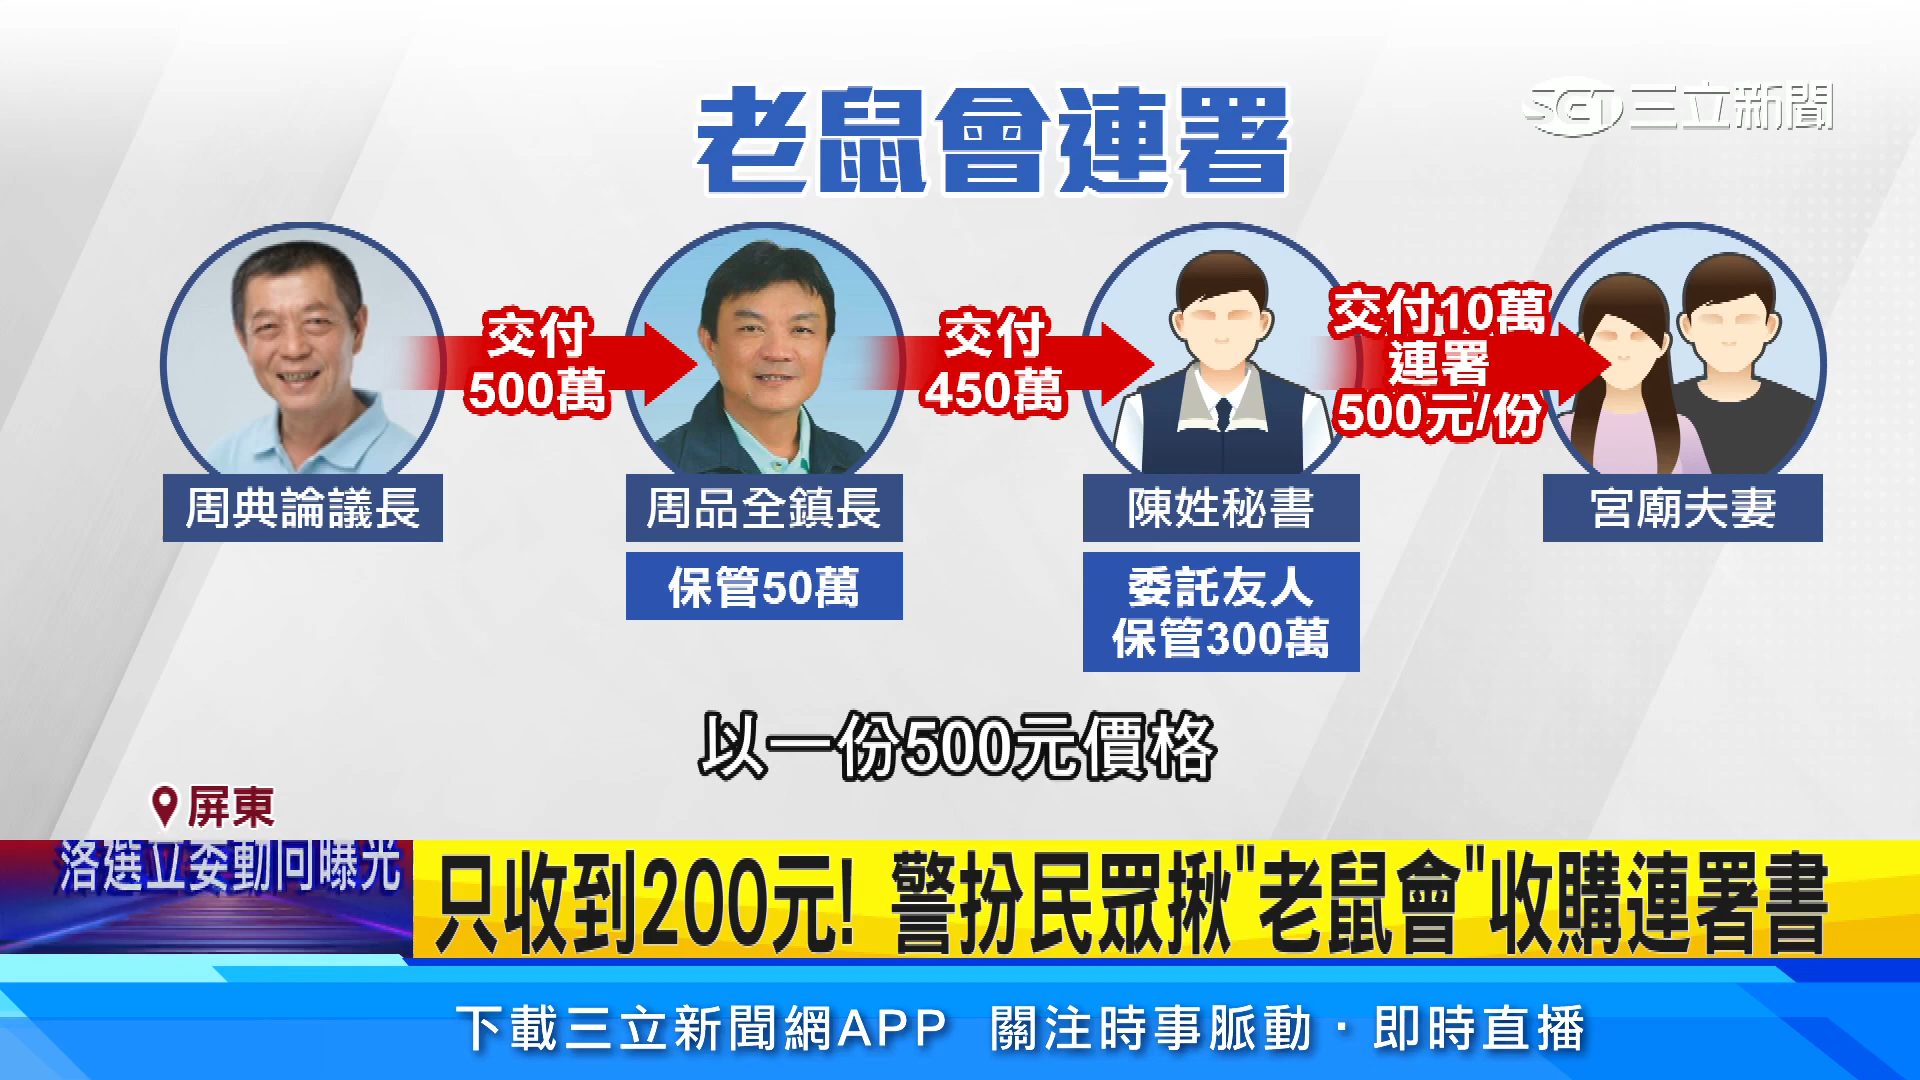 老鼠會連署
SET三立新聞
交付
500萬
交付
450萬
交付10萬
連署
500元/份
周典論議長
周品全鎮長
陳姓秘書
宮廟夫妻
保管50萬
委託友人
保管300萬
以一份500元價格
屏東
洛選立委動向曝光
只收到200元! 警扮民眾揪"老鼠會"收購連署書
下載三立新聞網APP 關注時事脈動·即時直播